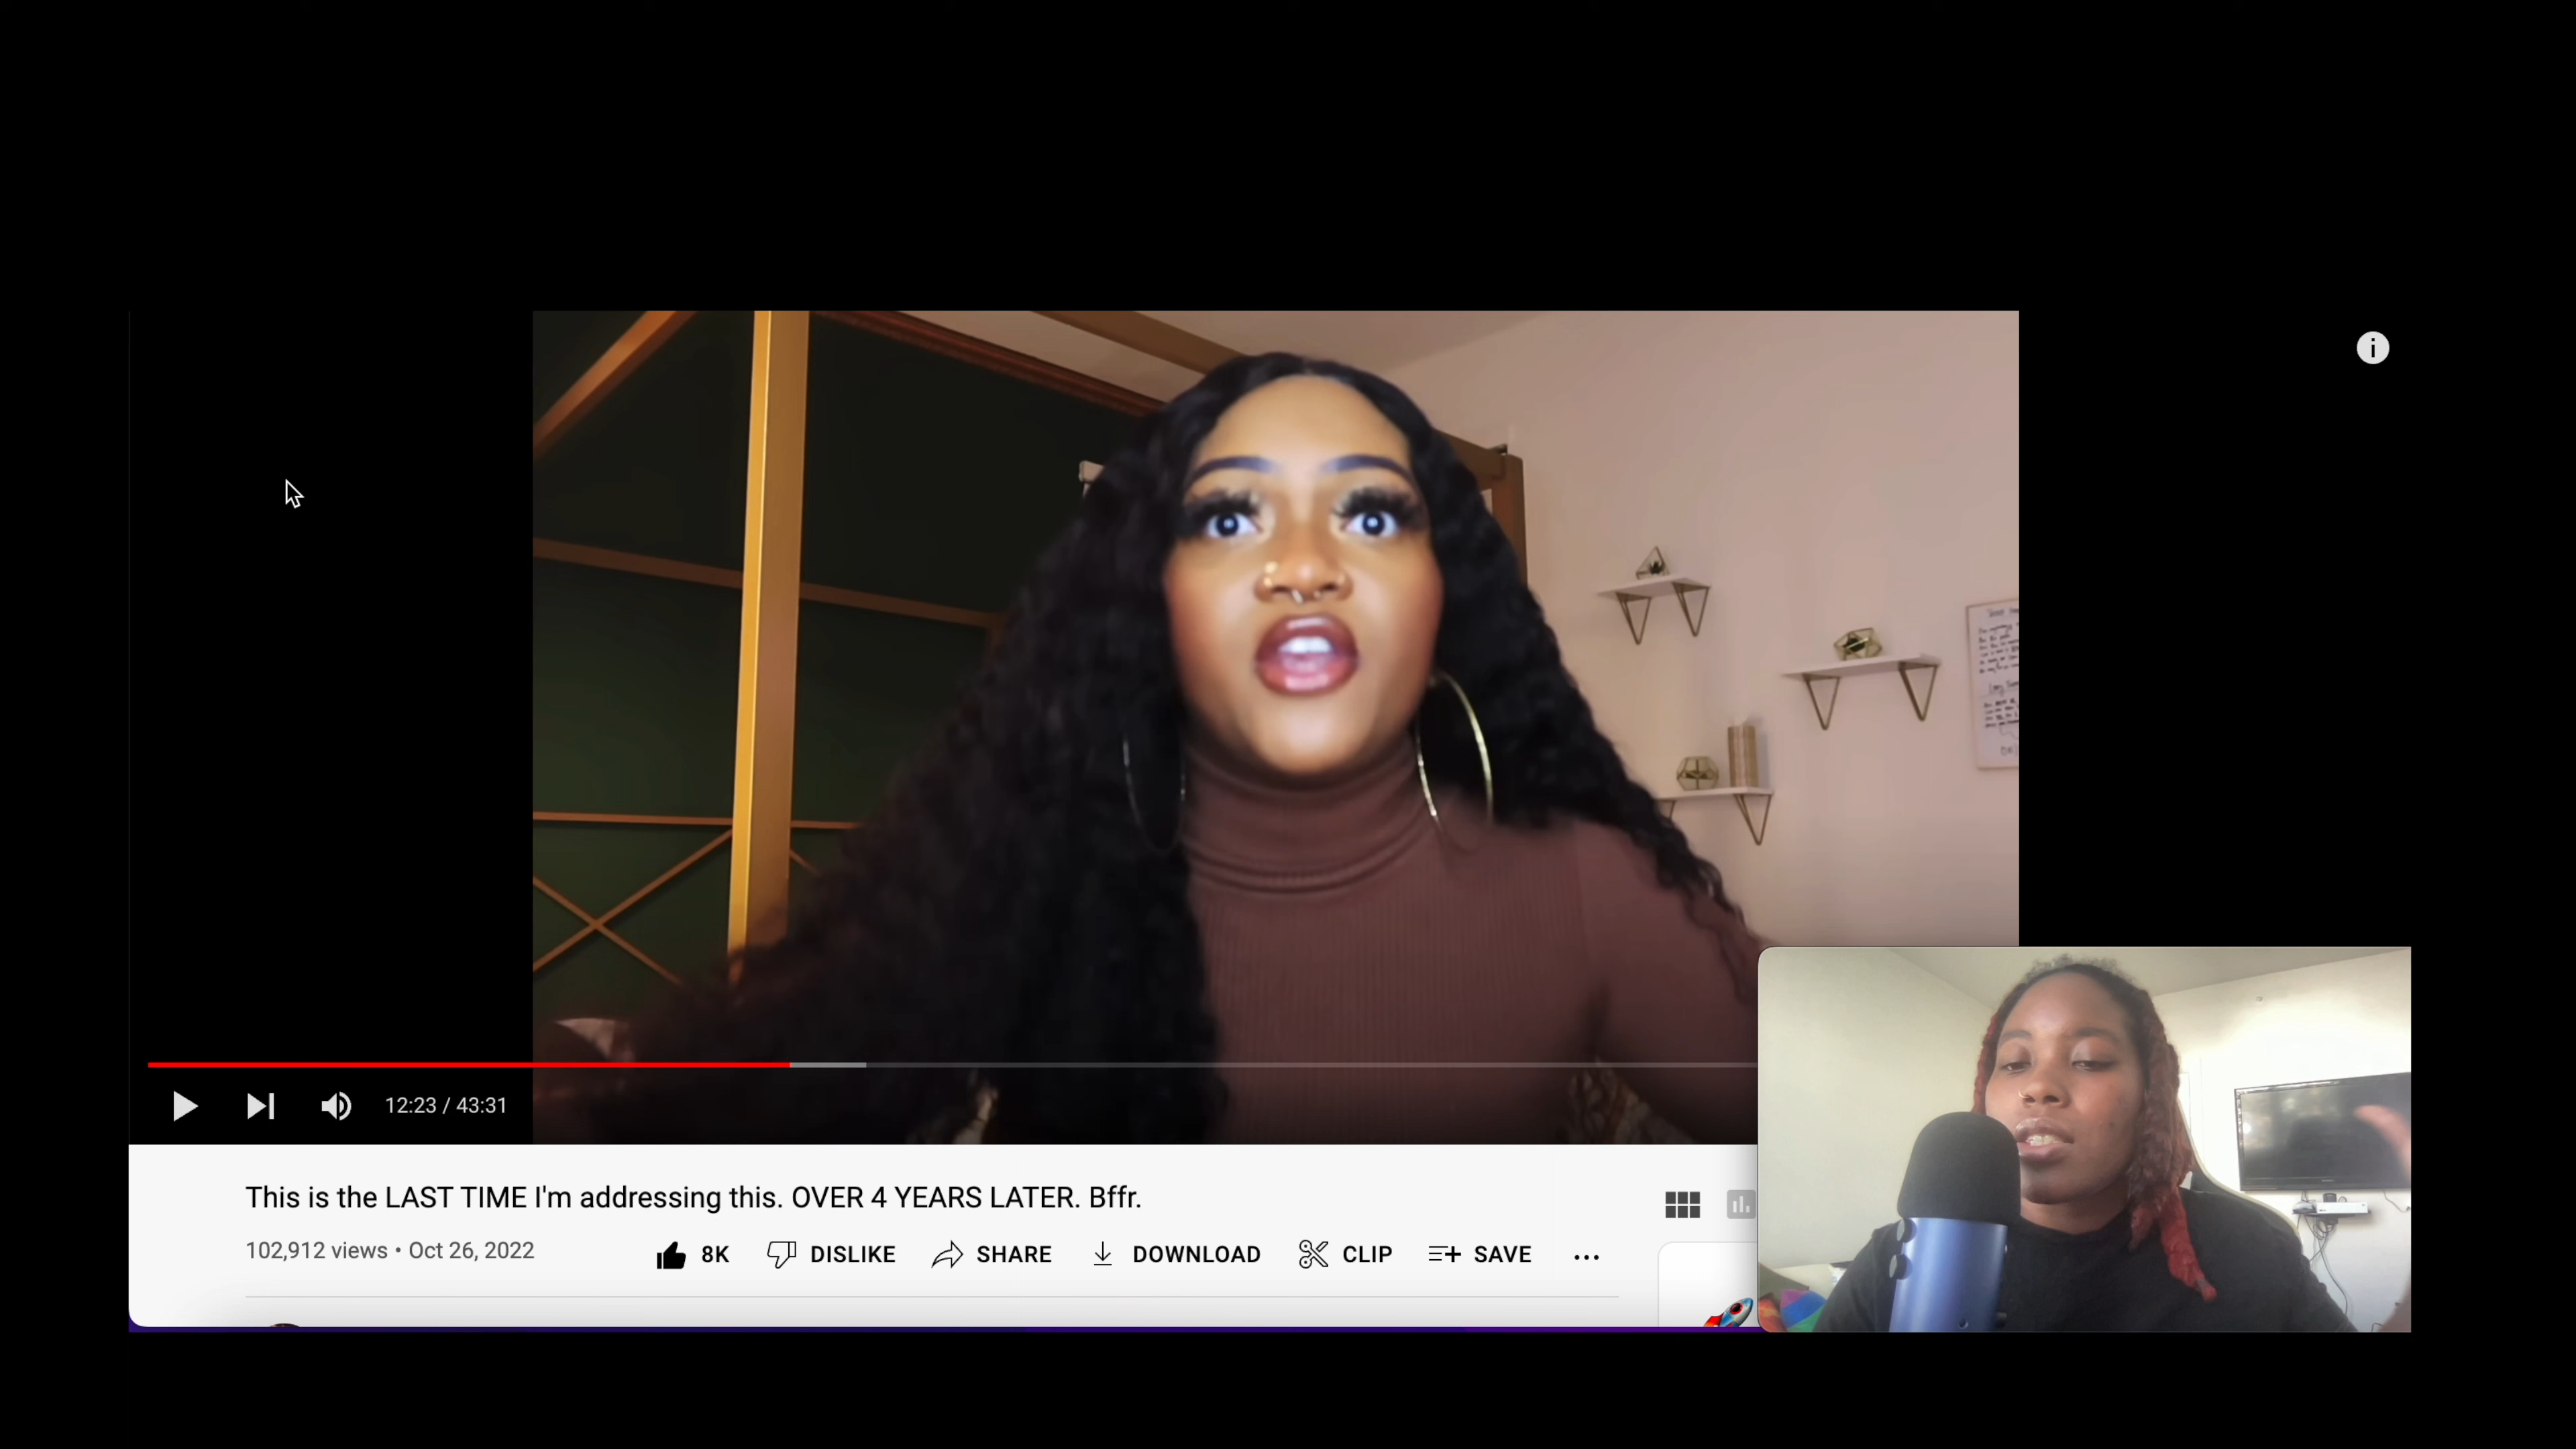 12:23 / 43:31
This is the LAST TIME I'm addressing this. OVER 4 YEARS LATER. Bffr.
102,912 views • Oct 26, 2022
8K DISLIKE SHARE DOWNLOAD CLIP SAVE